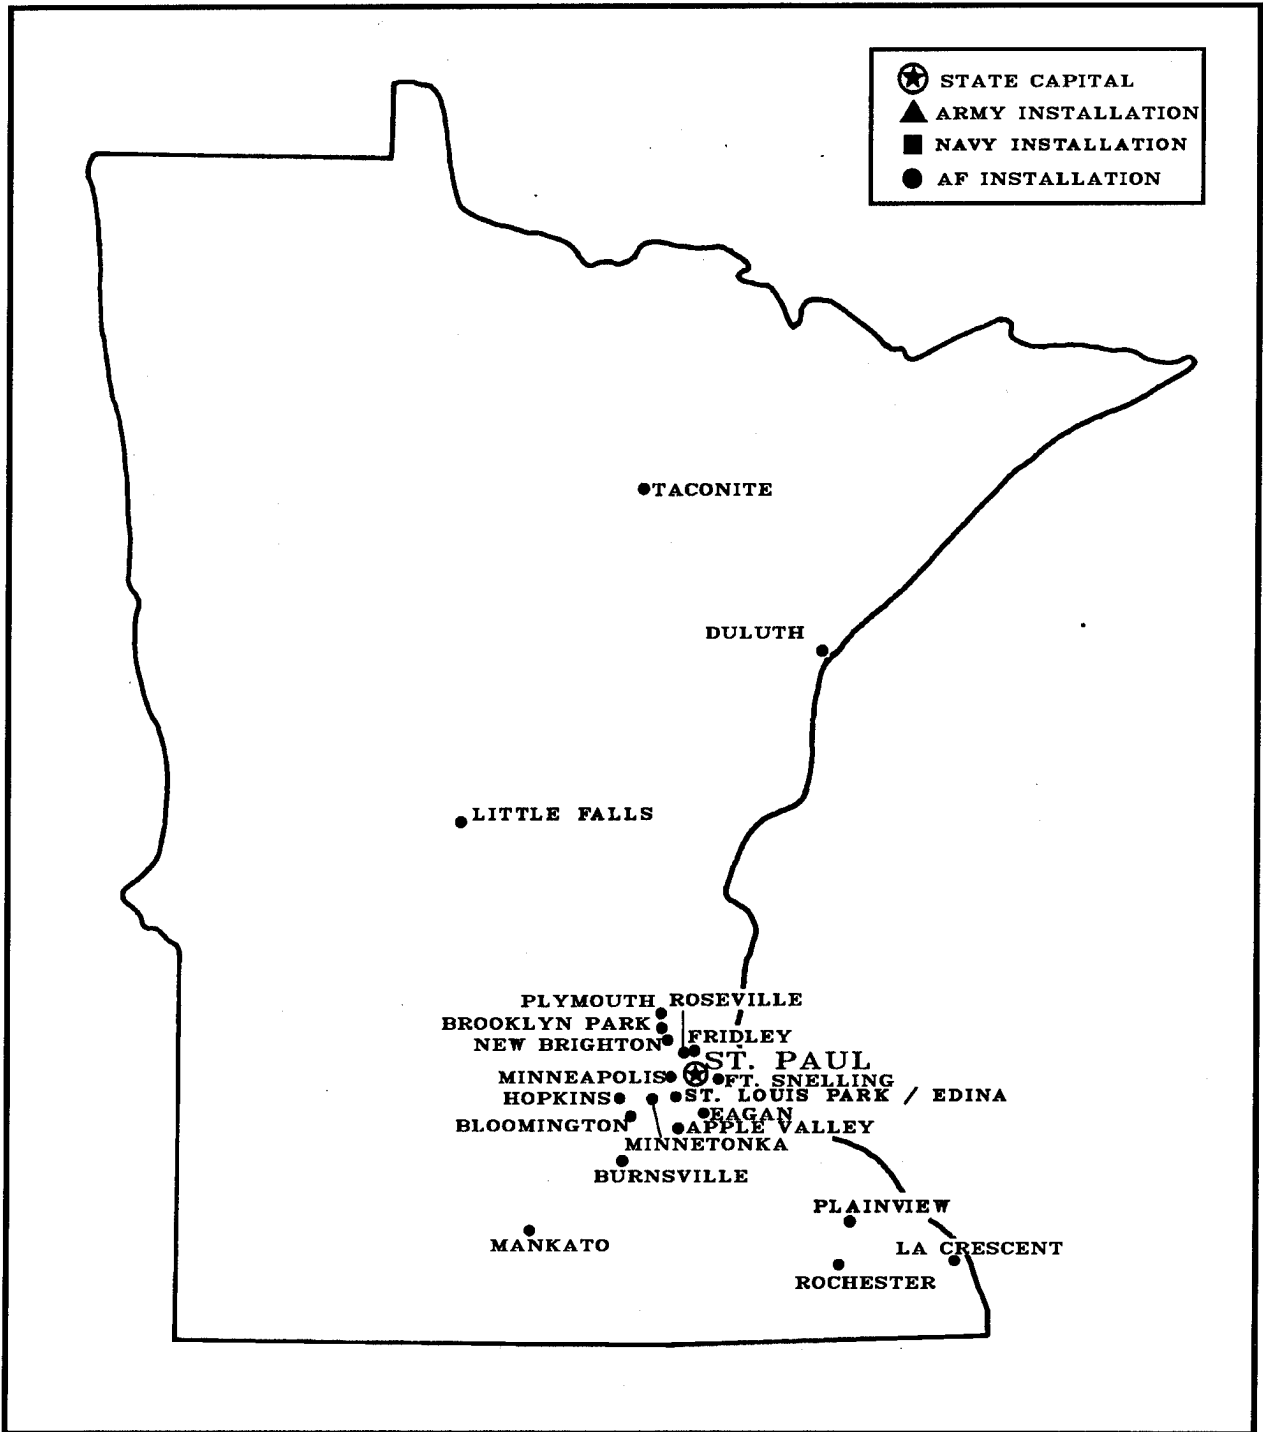 STATE CAPITAL
ARMY INSTALLATION
NAVY INSTALLATION
AF INSTALLATION
TACONITE
DULUTH
LITTLE FALLS
PLYMOUTH
ROSEVILLE
BROOKLYN PARK
FRIDLEY
NEW BRIGHTON
ST. PAUL
MINNEAPOLIS
FT. SNELLING
HOPKINS
ST. LOUIS PARK / EDINA
EAGAN
BLOOMINGTON
APPLE VALLEY
MINNETONKA
BURNSVILLE
PLAINVIEW
MANKATO
LA CRESCENT
ROCHESTER